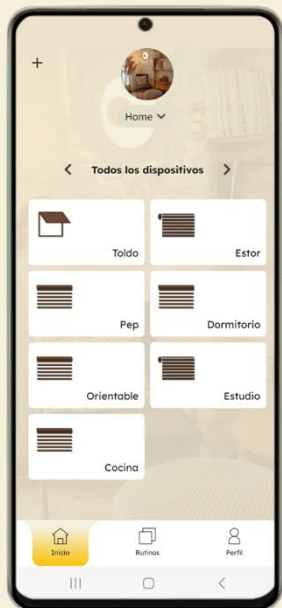 Home
Todos los dispositivos
Toldo
Estor
Pep
Dormitorio
Orientable
Estudio
Cocina
Inicio
Rutinas
Perfil